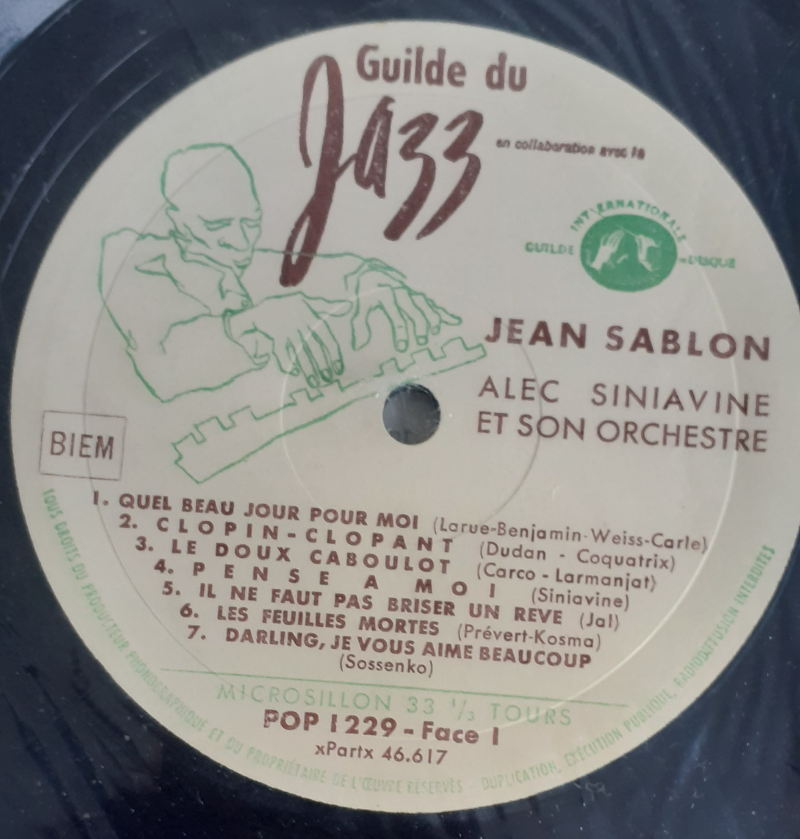 Guilde du
Jazz
en collaboration avec la
GUILDE INTERNATIONALE DU DISQUE
JEAN SABLON
ALEC SINIAVINE
ET SON ORCHESTRE
BIEM
1. QUEL BEAU JOUR POUR MOI (Larue-Benjamin-Weiss-Carle)
2. CLOPIN-CLOPANT (Dudan - Coquatrix)
3. LE DOUX CABOULOT (Carco - Larmanjat)
4. PENSE A MOI (Siniavine)
5. IL NE FAUT PAS BRISER UN REVE (Jal)
6. LES FEUILLES MORTES (Prévert-Kosma)
7. DARLING, JE VOUS AIME BEAUCOUP
(Sossenko)
MICROSILLON 33 ⅓ TOURS
POP 1229 - Face 1
xPartx 46.617
TOUS DROITS DU PRODUCTEUR PHONOGRAPHIQUE ET DU PROPRIÉTAIRE DE L'ŒUVRE RÉSERVÉS - DUPLICATION, EXÉCUTION PUBLIQUE, RADIODIFFUSION INTERDITES